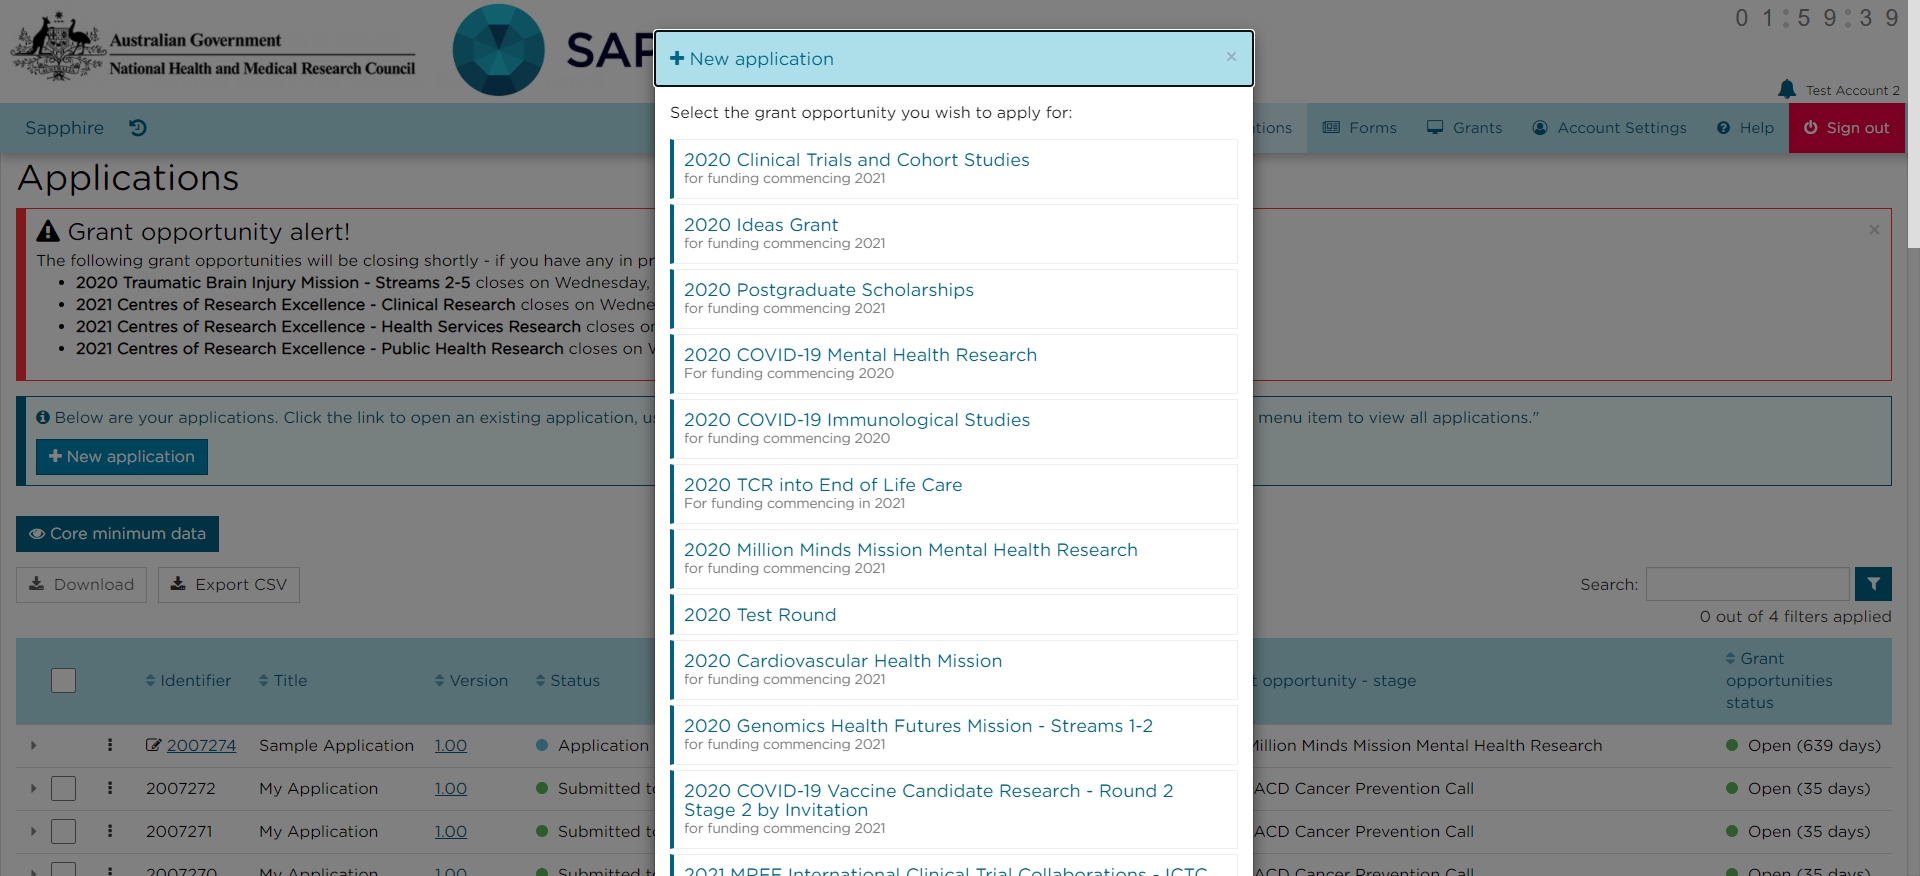 Australian Government
National Health and Medical Research Council
SAP
01:59:39
Test Account 2
Sapphire
Forms
Grants
Account Settings
Help
Sign out
Applications
Grant opportunity alert!
The following grant opportunities will be closing shortly - if you have any in
2020 Traumatic Brain Injury Mission - Streams 2-5 closes on Wednesday,
2021 Centres of Research Excellence - Clinical Research closes on
2021 Centres of Research Excellence - Health Services Research closes
2021 Centres of Research Excellence - Public Health Research closes on
Below are your applications. Click the link to open an existing application,
menu item to view all applications."
New application
Core minimum data
Download
Export CSV
Search:
0 out of 4 filters applied
Identifier
Title
Version
Status
opportunity - stage
Grant
opportunities
status
2007274 Sample Application 1.00 Application Million Minds Mission Mental Health Research Open (639 days)
2007272 My Application 1.00 Submitted ACD Cancer Prevention Call Open (35 days)
2007271 My Application 1.00 Submitted ACD Cancer Prevention Call Open (35 days)
2007270 My Application 1.00 Submitted ACD Cancer Prevention Call Open (35 days)
New application
×
Select the grant opportunity you wish to apply for:
2020 Clinical Trials and Cohort Studies
for funding commencing 2021
2020 Ideas Grant
for funding commencing 2021
2020 Postgraduate Scholarships
for funding commencing 2021
2020 COVID-19 Mental Health Research
For funding commencing 2020
2020 COVID-19 Immunological Studies
for funding commencing 2020
2020 TCR into End of Life Care
For funding commencing in 2021
2020 Million Minds Mission Mental Health Research
for funding commencing 2021
2020 Test Round
2020 Cardiovascular Health Mission
for funding commencing 2021
2020 Genomics Health Futures Mission - Streams 1-2
for funding commencing 2021
2020 COVID-19 Vaccine Candidate Research - Round 2
Stage 2 by Invitation
for funding commencing 2021
2021 MRFF International Clinical Trial Collaborations - ICTC